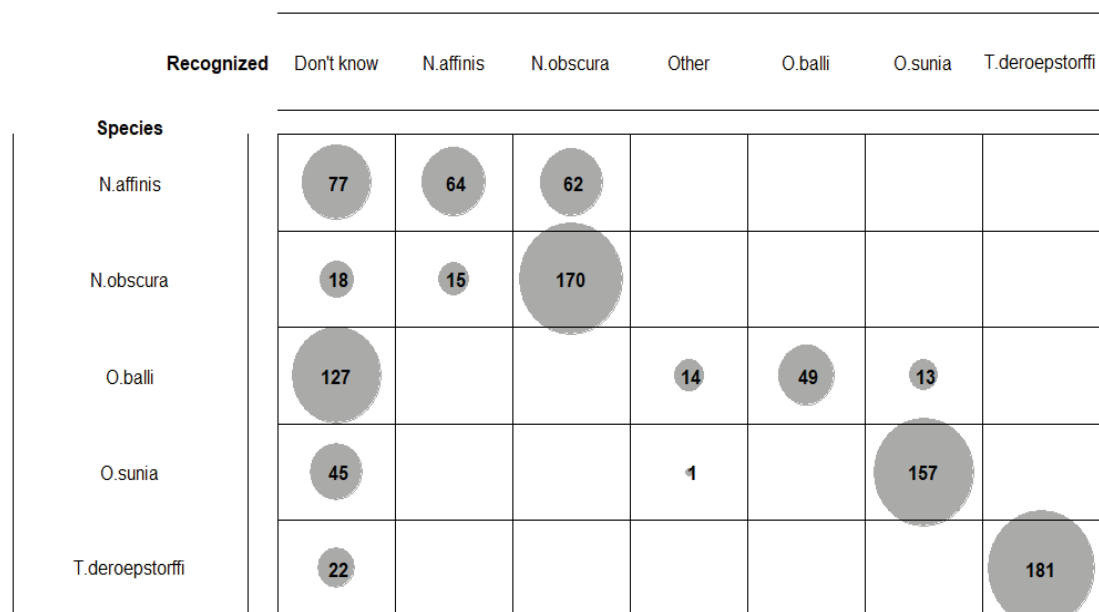 Recognized Don't know N.affinis N.obscura Other O.balli O.sunia T.deroepstorffi
Species
N.affinis 77 64 62
N.obscura 18 15 170
O.balli 127 14 49 13
O.sunia 45 1 157
T.deroepstorffi 22 181